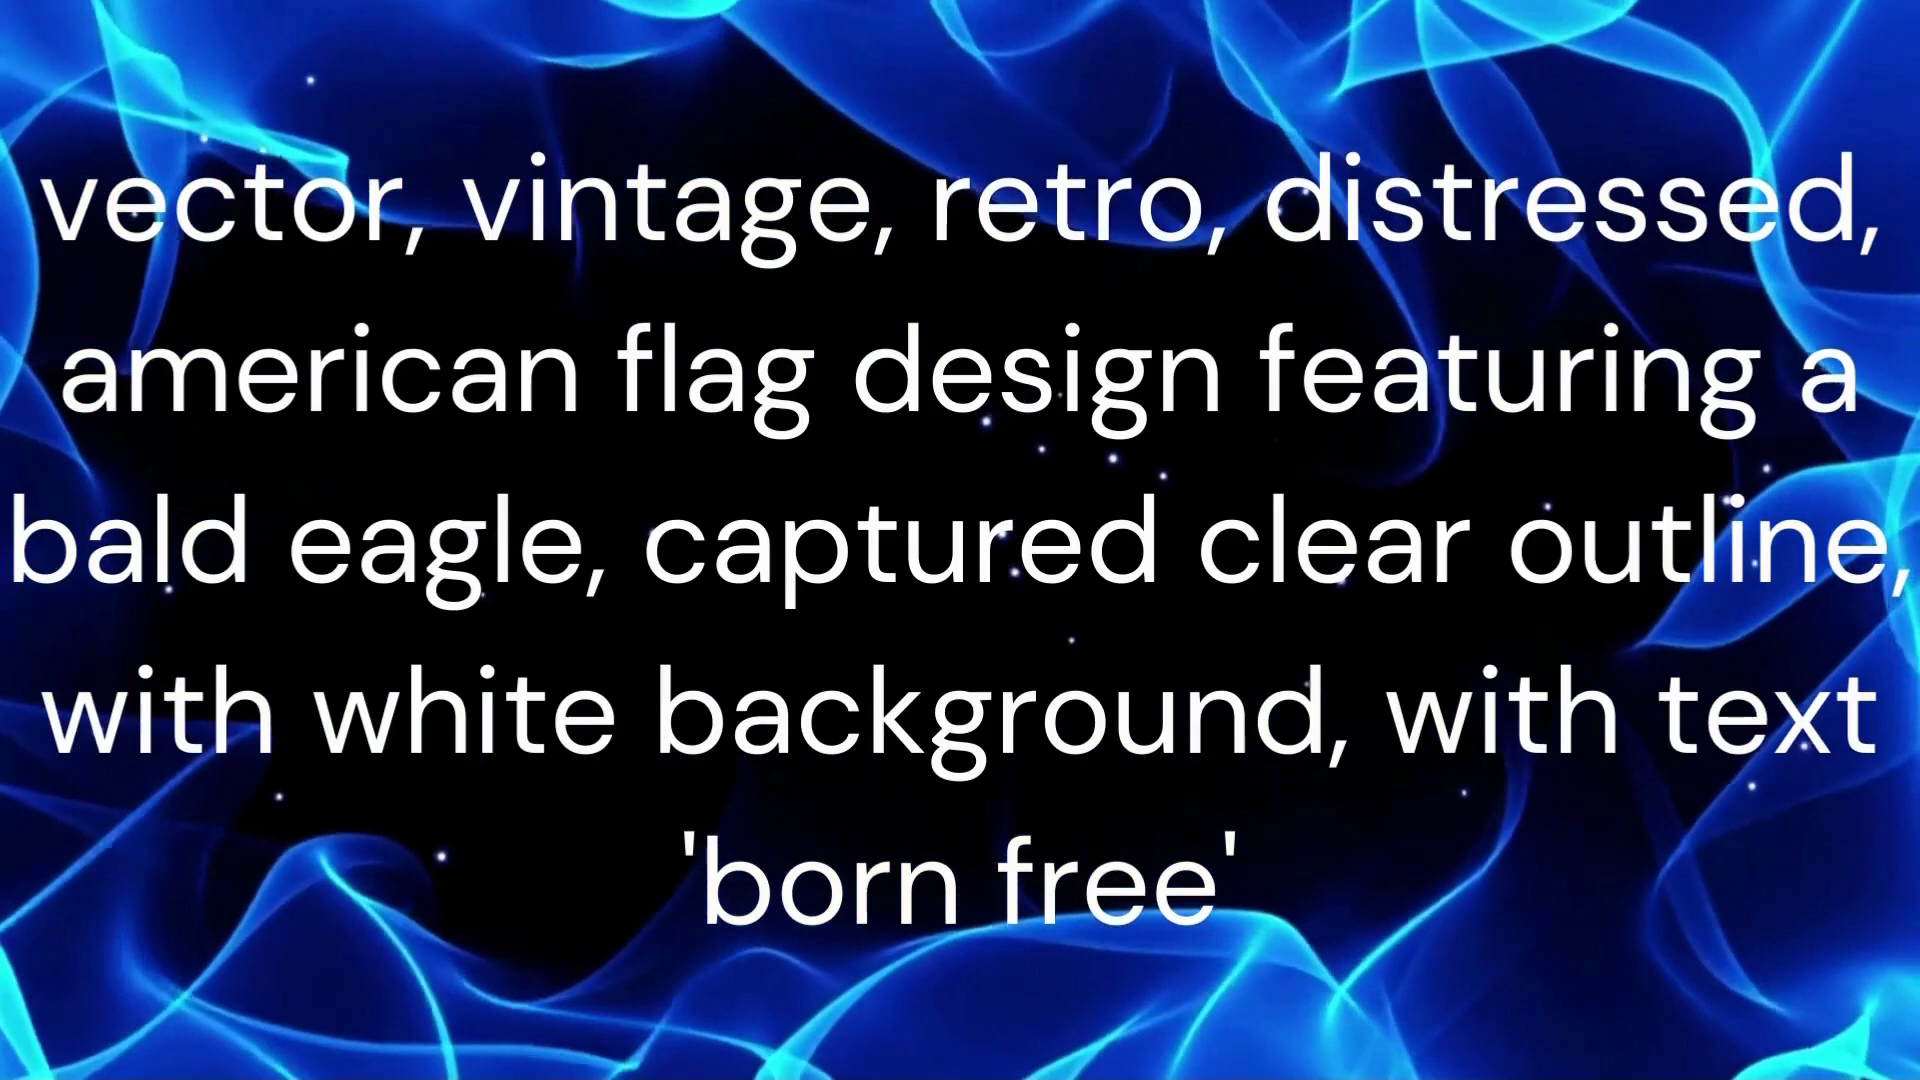 vector, vintage, retro, distressed,
american flag design featuring a
bald eagle, captured clear outline,
with white background, with text
'born free'